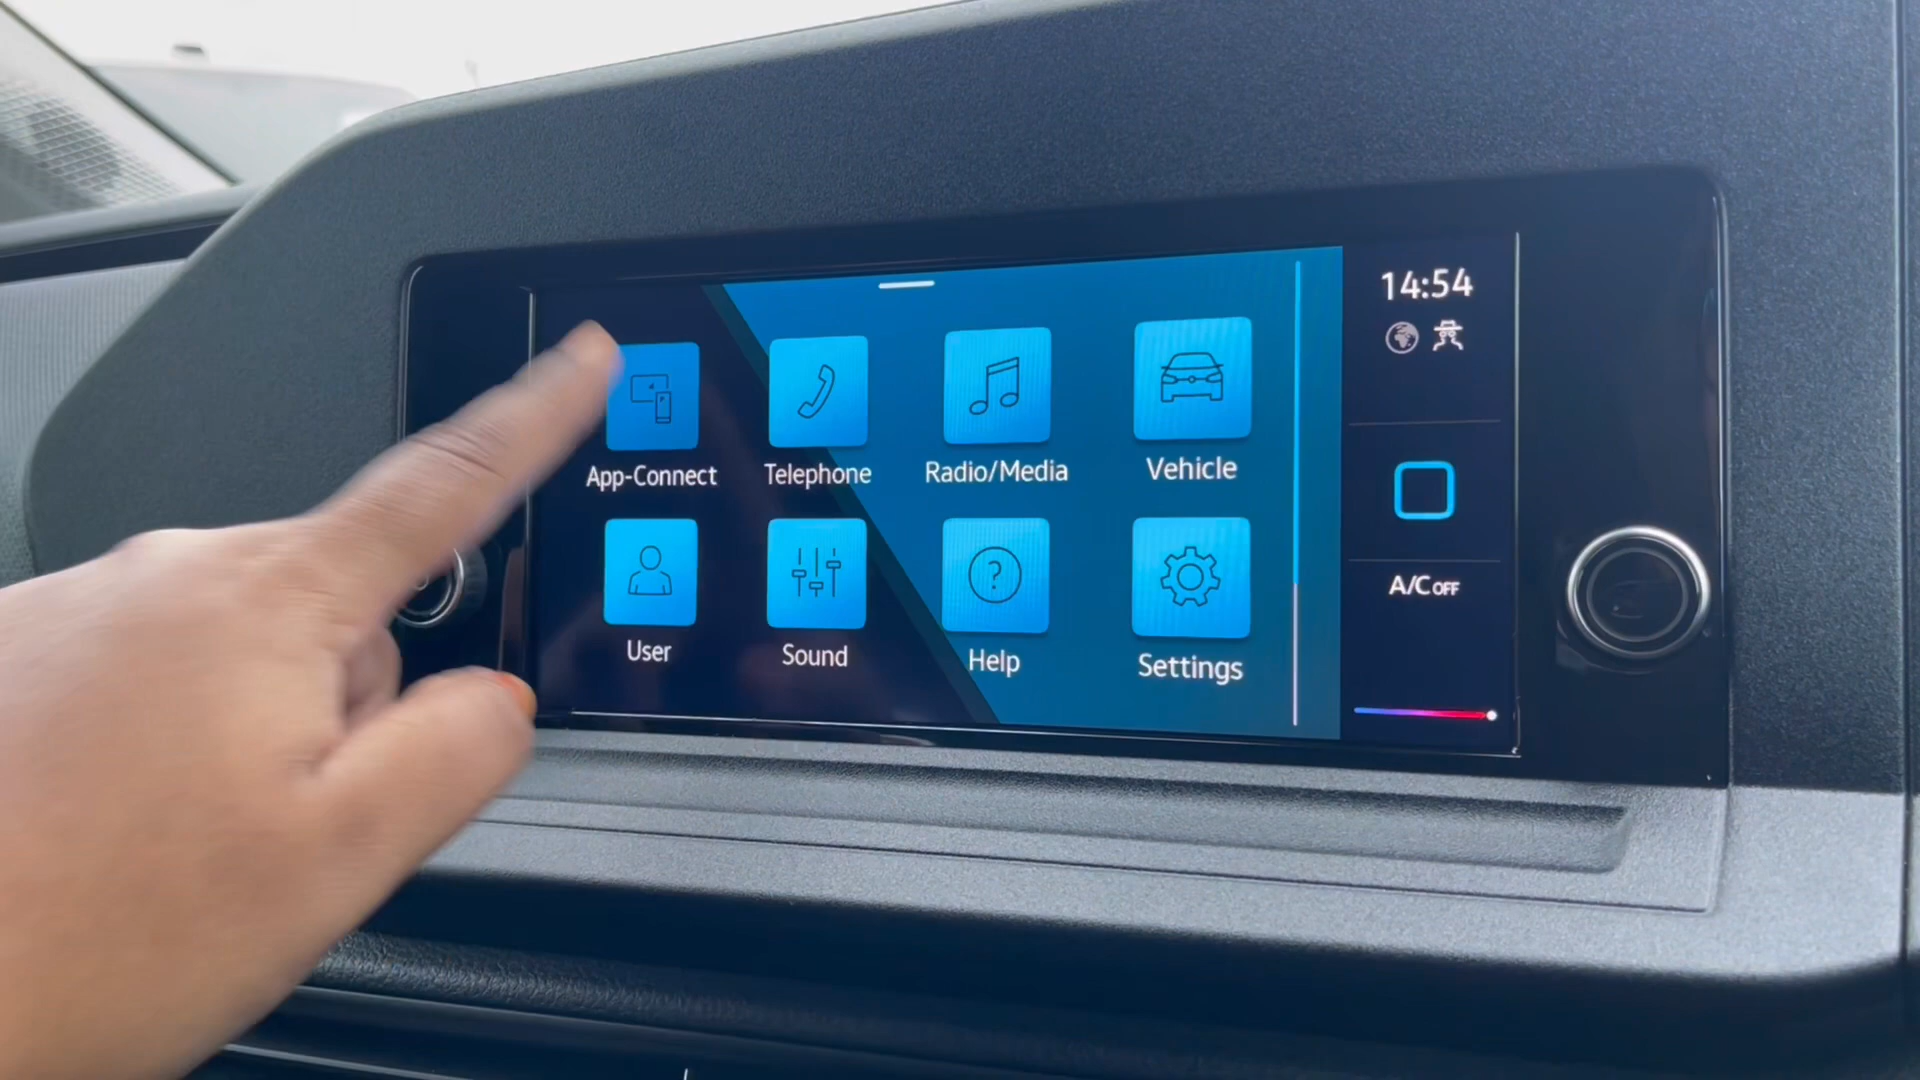 14:54
App-Connect
Telephone
Radio/Media
Vehicle
User
Sound
?
Help
Settings
A/C OFF